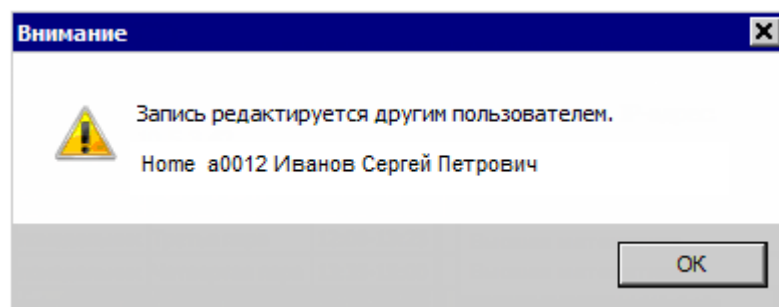 Внимание
Запись редактируется другим пользователем.
Home a0012 Иванов Сергей Петрович
OK